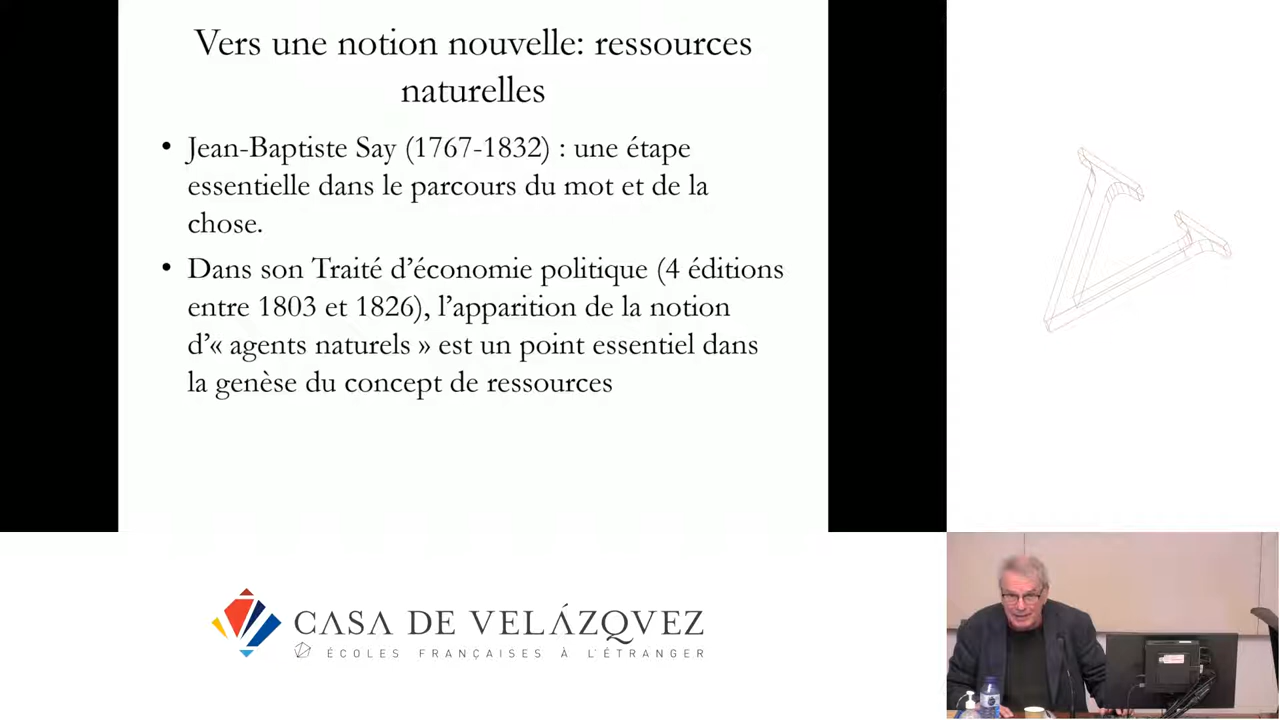 Vers une notion nouvelle: ressources
naturelles
• Jean-Baptiste Say (1767-1832) : une étape
essentielle dans le parcours du mot et de la
chose.
• Dans son Traité d’économie politique (4 éditions
entre 1803 et 1826), l’apparition de la notion
d’« agents naturels » est un point essentiel dans
la genèse du concept de ressources
CASA DE VELÁZQVEZ
ÉCOLES FRANÇAISES À L'ÉTRANGER